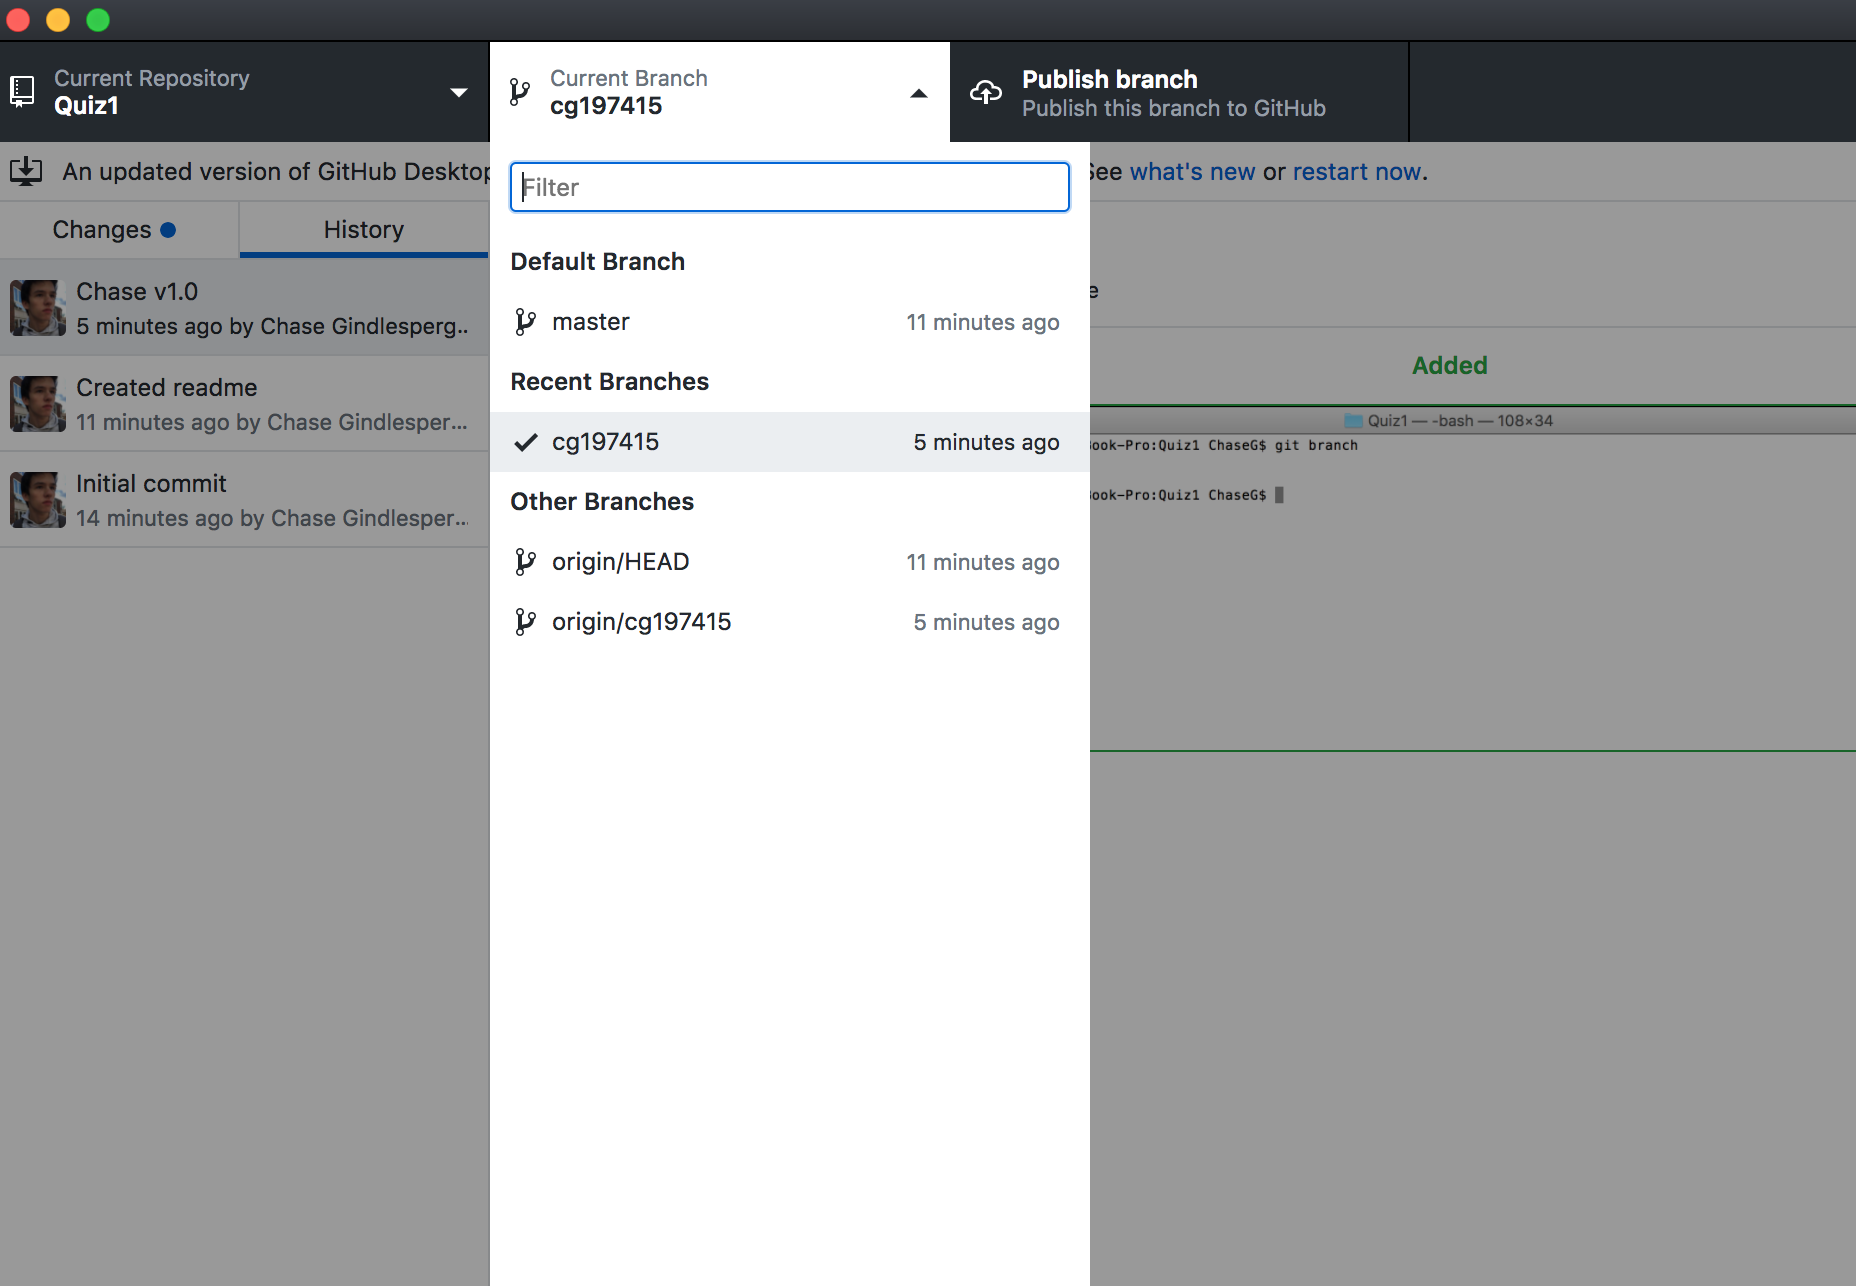 Current Repository
Quiz1
Current Branch
cg197415
Publish branch
Publish this branch to GitHub
An updated version of GitHub Desktop
See what's new or restart now.
Changes
History
Chase v1.0
5 minutes ago by Chase Gindlesperg...
Created readme
11 minutes ago by Chase Gindlesper...
Initial commit
14 minutes ago by Chase Gindlesper...
Filter
Default Branch
master 11 minutes ago
Recent Branches
cg197415 5 minutes ago
Other Branches
origin/HEAD 11 minutes ago
origin/cg197415 5 minutes ago
e
Added
Quiz1 — -bash — 108×34
ook-Pro:Quiz1 ChaseG$ git branch
ook-Pro:Quiz1 ChaseG$